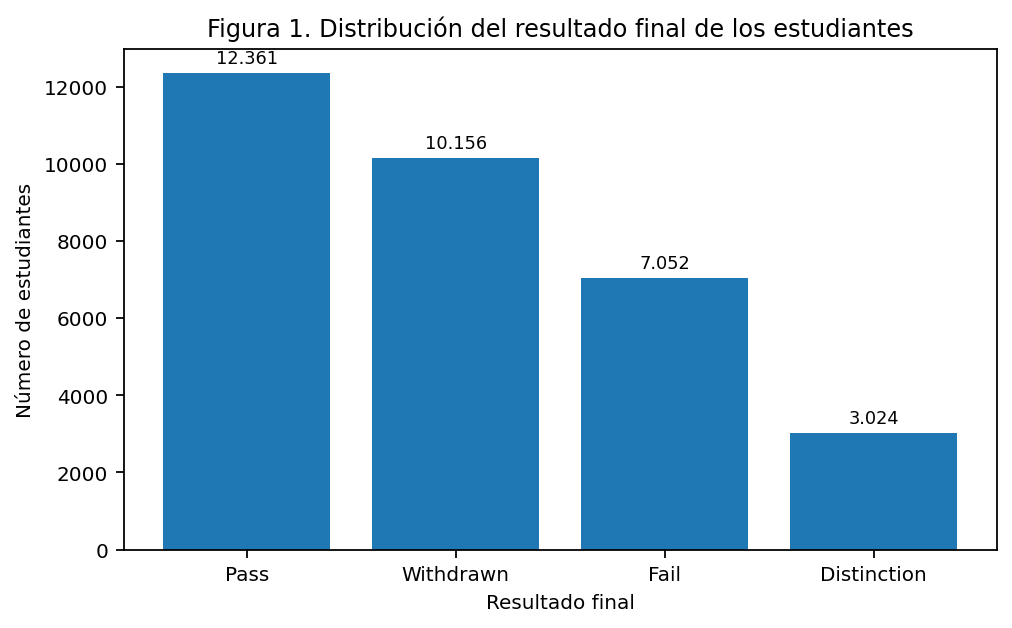 Figura 1. Distribución del resultado final de los estudiantes
12.361
12000
10.156
10000
8000
7.052
6000
4000
3.024
2000
0
Número de estudiantes
Pass
Withdrawn
Fail
Distinction
Resultado final